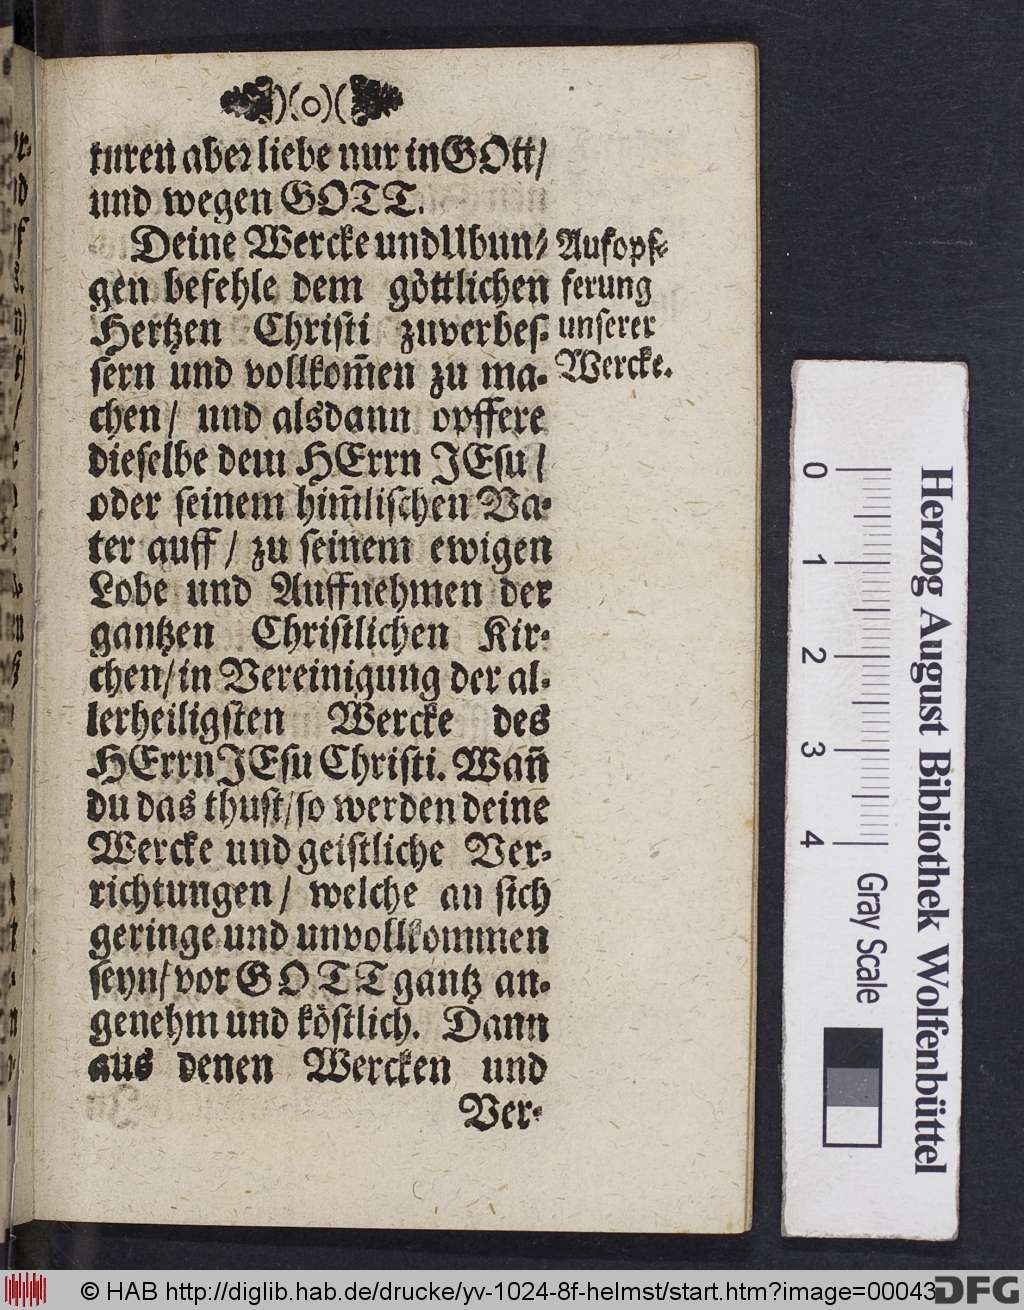 )(o)(
turen aber liebe nur in GOtt/
und wegen GOTT.
Deine Wercke und Ubun-
gen befehle dem göttlichen
Hertzen Christi zuverbes-
sern und vollkom̃en zu ma-
chen/ und alsdann opffere
dieselbe dem HErrn JEsu/
oder seinem him̃lischen Va-
ter auff/ zu seinem ewigen
Lobe und Auffnehmen der
gantzen Christlichen Kir-
chen/ in Vereinigung der al-
lerheiligsten Wercke des
HErrn JEsu Christi. Wañ
du das thust/ so werden deine
Wercke und geistliche Ver-
richtungen/ welche an sich
geringe und unvollkommen
seyn/ vor GOTT gantz an-
genehm und köstlich. Dann
aus denen Wercken und
Ver-
Aufopf-
ferung
unserer
Wercke.
0 1 2 3 4
Gray Scale
Herzog August Bibliothek Wolfenbüttel
© HAB http://diglib.hab.de/drucke/yv-1024-8f-helmst/start.htm?image=00043
DFG